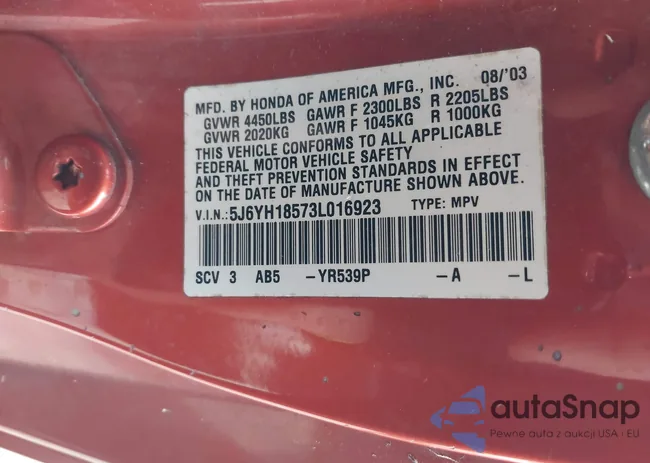 MFD. BY HONDA OF AMERICA MFG., INC. 08/'03
GVWR 4450LBS GAWR F 2300LBS R 2205LBS
GVWR 2020KG GAWR F 1045KG R 1000KG
THIS VEHICLE CONFORMS TO ALL APPLICABLE
FEDERAL MOTOR VEHICLE SAFETY
AND THEFT PREVENTION STANDARDS IN EFFECT
ON THE DATE OF MANUFACTURE SHOWN ABOVE.
V.I.N.:5J6YH18573L016923 TYPE: MPV
SCV 3 AB5 -YR539P -A -L
autaSnap
Pewne auta z aukcji USA i EU